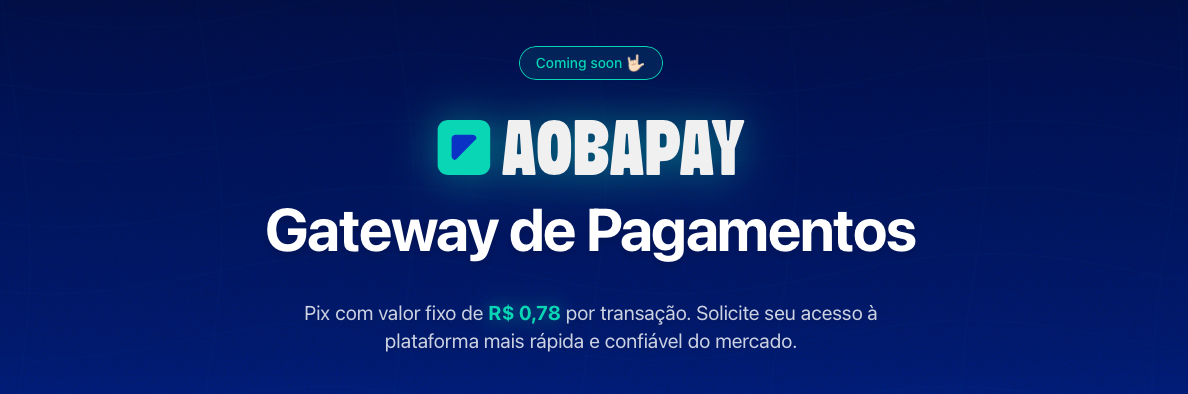 Coming soon 🤟🏻
AOBAPAY
Gateway de Pagamentos
Pix com valor fixo de R$ 0,78 por transação. Solicite seu acesso à
plataforma mais rápida e confiável do mercado.